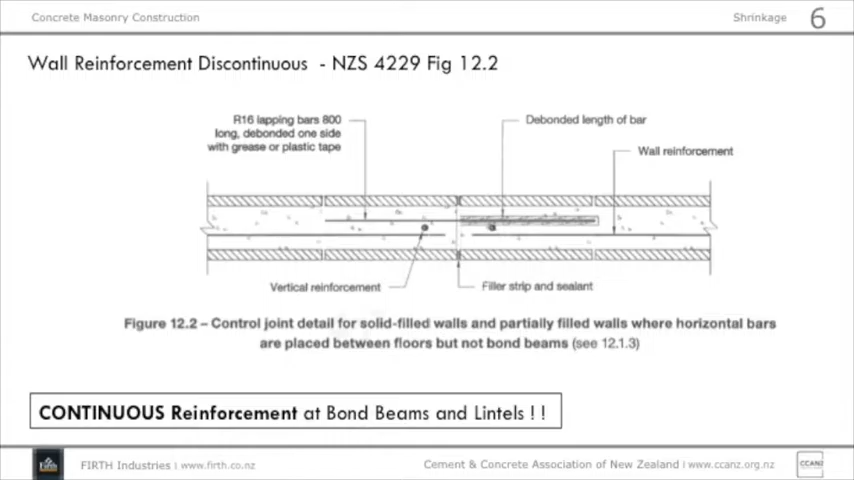 Concrete Masonry Construction
Shrinkage 6
Wall Reinforcement Discontinuous - NZS 4229 Fig 12.2
R16 lapping bars 800
long, debonded one side
with grease or plastic tape
Debonded length of bar
Wall reinforcement
Vertical reinforcement
Filler strip and sealant
Figure 12.2 – Control joint detail for solid-filled walls and partially filled walls where horizontal bars
are placed between floors but not bond beams (see 12.1.3)
CONTINUOUS Reinforcement at Bond Beams and Lintels ! !
Firth
FIRTH Industries | www.firth.co.nz
Cement & Concrete Association of New Zealand | www.ccanz.org.nz
CCANZ